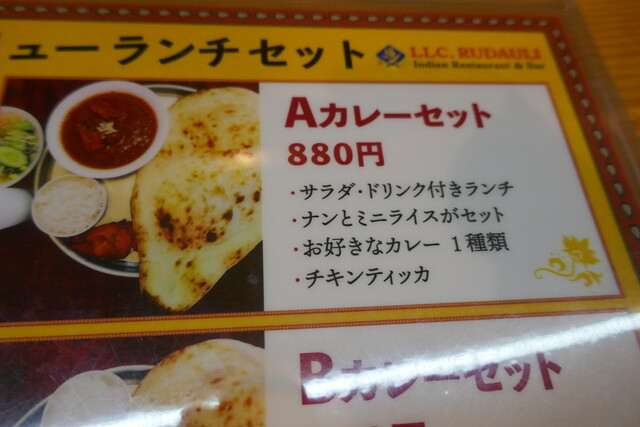 ューランチセット
L.L.C. RUDAULI
Indian Restaurant & Bar
Aカレーセット
880円
・サラダ・ドリンク付きランチ
・ナンとミニライスがセット
・お好きなカレー 1種類
・チキンティッカ
Bカレーセット